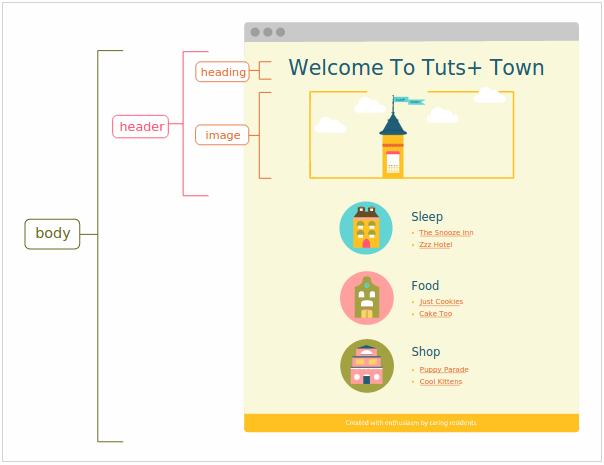 Welcome To Tuts+ Town
heading
header
image
body
Sleep
The Snooze Inn
Zzz Hotel
Food
Just Cookies
Cake Too
Shop
Puppy Parade
Cool Kittens
Created with enthusiasm by caring residents